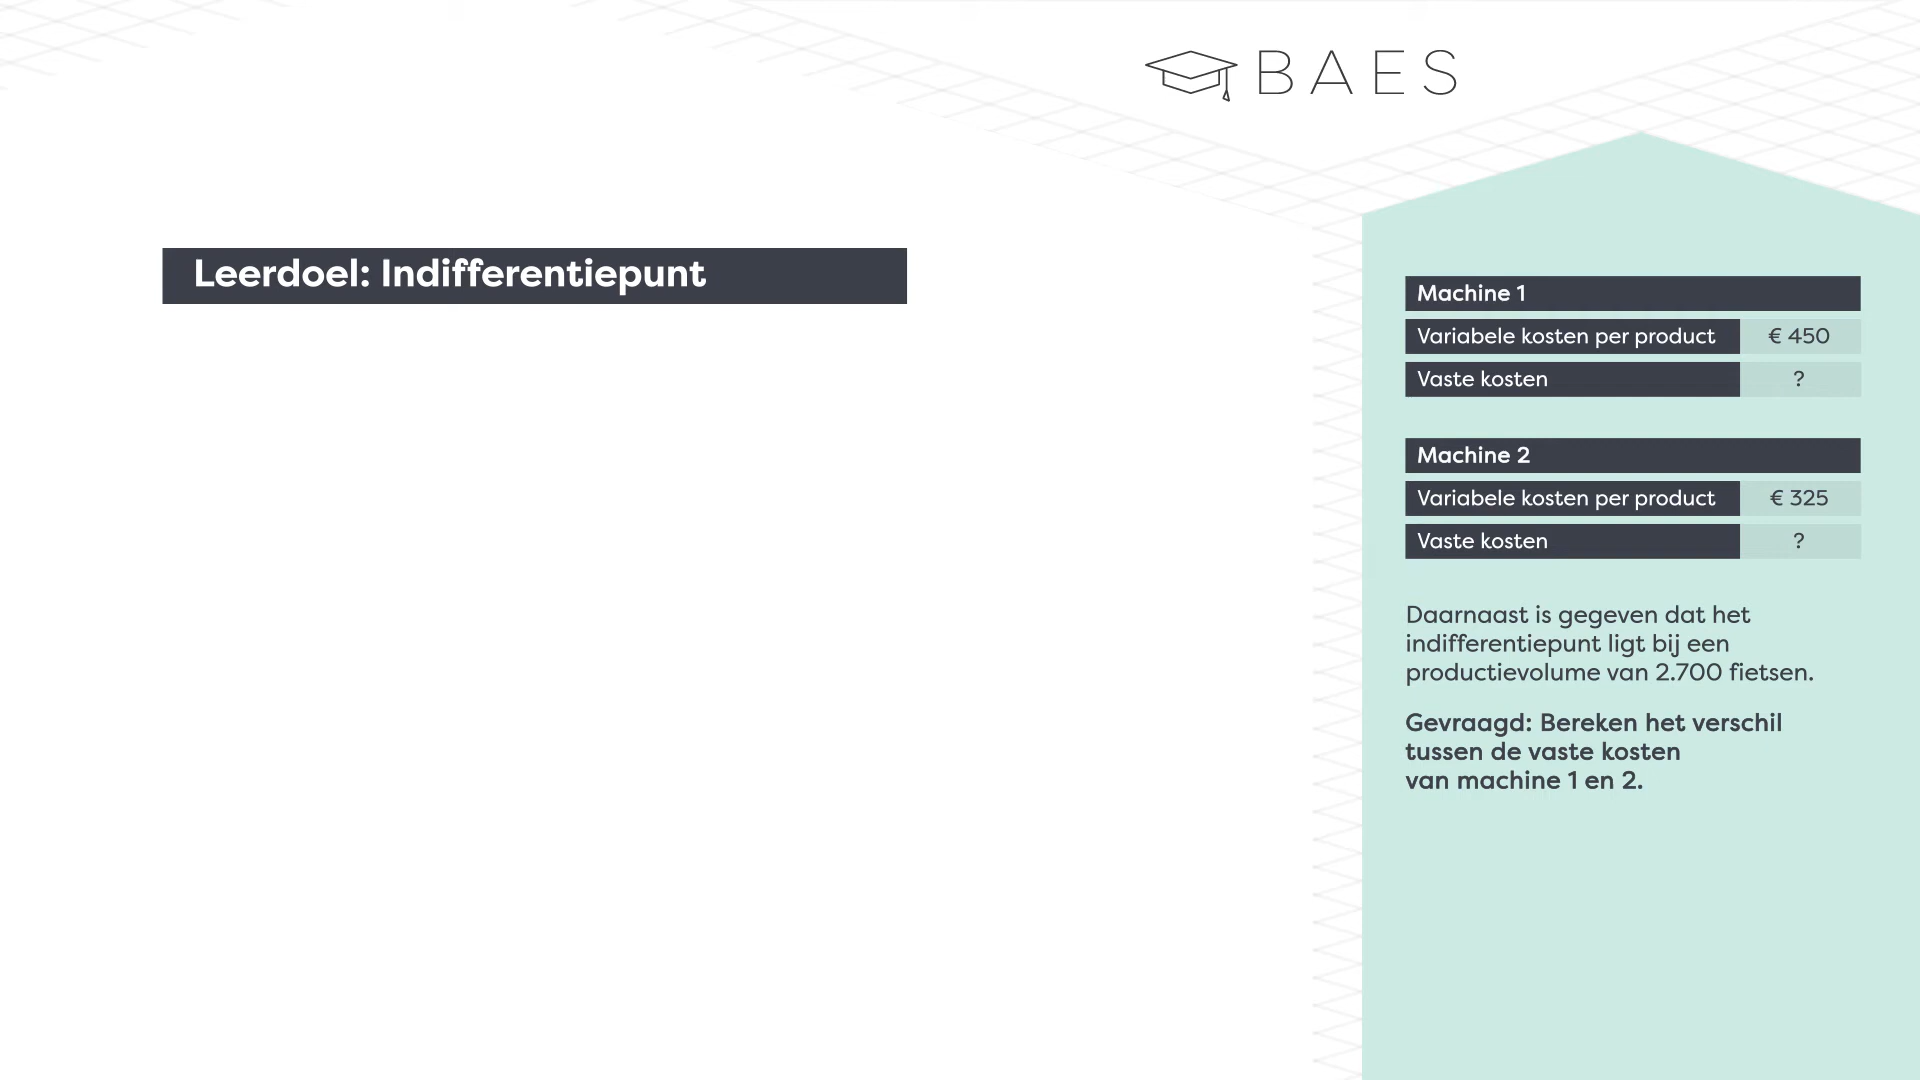 BAES
Leerdoel: Indifferentiepunt
Machine 1
Variabele kosten per product € 450
Vaste kosten ?
Machine 2
Variabele kosten per product € 325
Vaste kosten ?
Daarnaast is gegeven dat het
indifferentiepunt ligt bij een
productievolume van 2.700 fietsen.
Gevraagd: Bereken het verschil
tussen de vaste kosten
van machine 1 en 2.